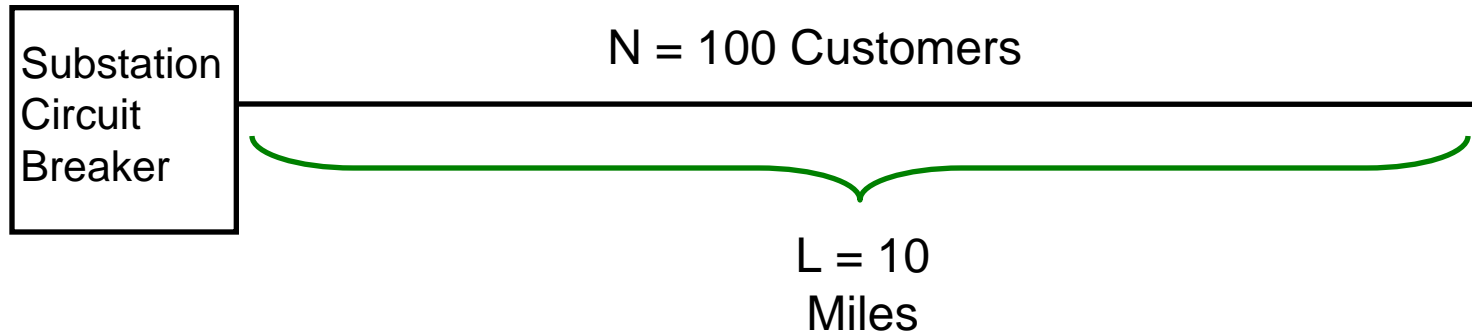 Substation
Circuit
Breaker
N = 100 Customers
L = 10
Miles